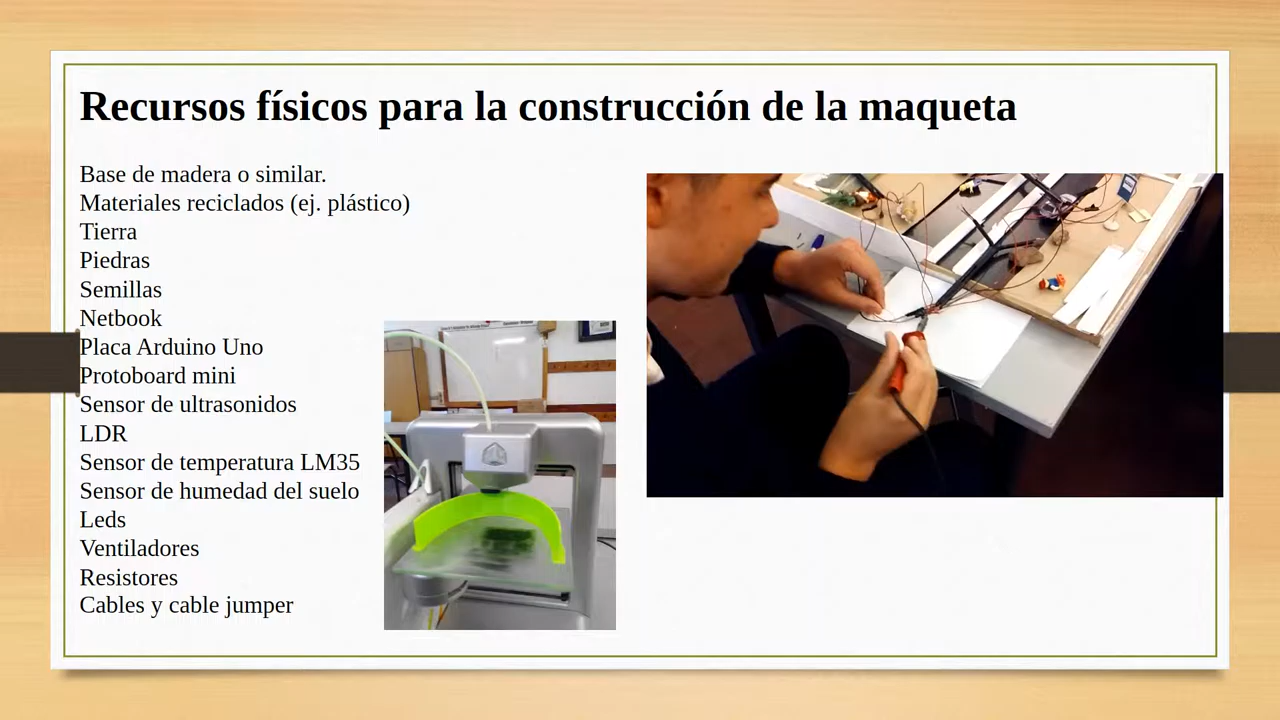 Recursos físicos para la construcción de la maqueta
Base de madera o similar.
Materiales reciclados (ej. plástico)
Tierra
Piedras
Semillas
Netbook
Placa Arduino Uno
Protoboard mini
Sensor de ultrasonidos
LDR
Sensor de temperatura LM35
Sensor de humedad del suelo
Leds
Ventiladores
Resistores
Cables y cable jumper